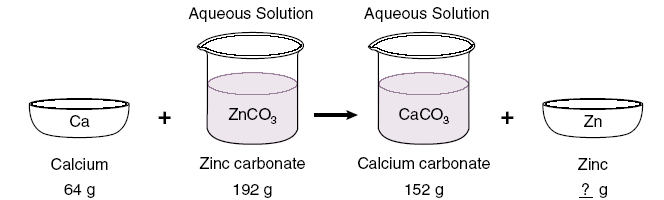 Aqueous Solution Aqueous Solution
Ca + ZnCO₃ CaCO₃ + Zn
Calcium Zinc carbonate Calcium carbonate Zinc
64 g 192 g 152 g ? g